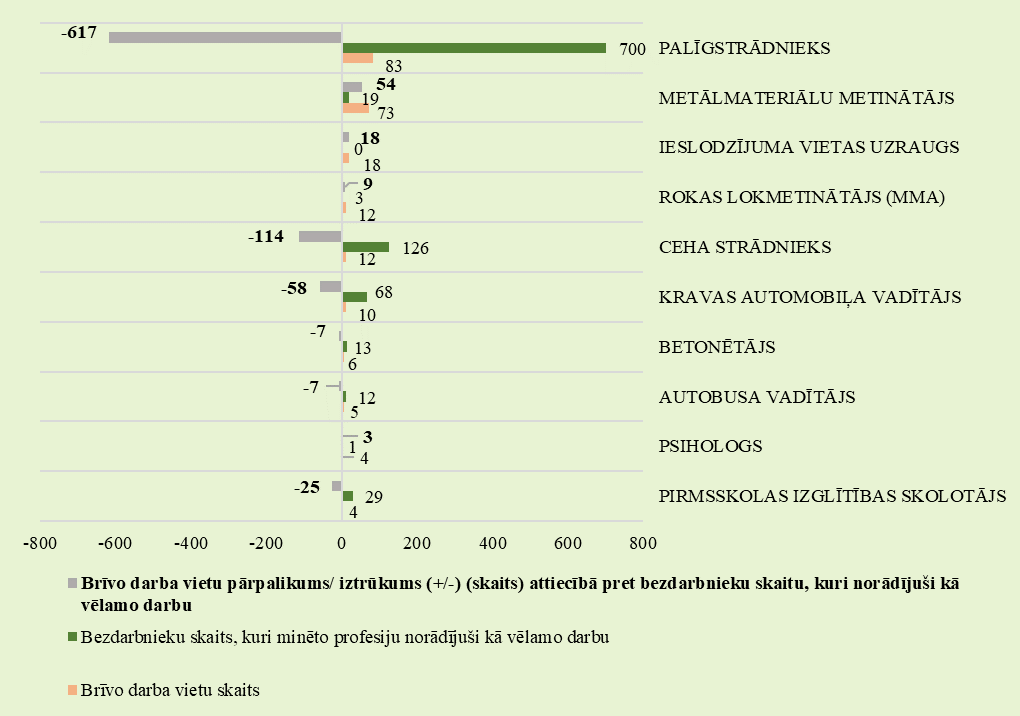 -617
700
PALĪGSTRĀDNIEKS
83
54
19
METĀLMATERIĀLU METINĀTĀJS
73
18
0
IESLODZĪJUMA VIETAS UZRAUGS
18
9
3
ROKAS LOKMETINĀTĀJS (MMA)
12
-114
126
CEHA STRĀDNIEKS
12
-58
68
KRAVAS AUTOMOBIĻA VADĪTĀJS
10
-7
13
BETONĒTĀJS
6
-7
12
AUTOBUSA VADĪTĀJS
5
3
1
PSIHOLOGS
4
-25
29
PIRMSSKOLAS IZGLĪTĪBAS SKOLOTĀJS
4
-800 -600 -400 -200 0 200 400 600 800
Brīvo darba vietu pārpalikums/ iztrūkums (+/-) (skaits) attiecībā pret bezdarbnieku skaitu, kuri norādījuši kā
vēlamo darbu
Bezdarbnieku skaits, kuri minēto profesiju norādījuši kā vēlamo darbu
Brīvo darba vietu skaits